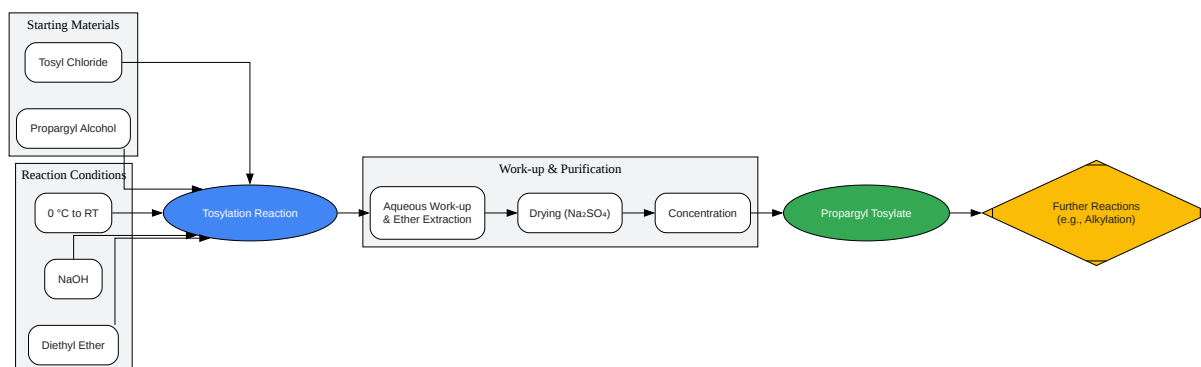 Starting Materials
Tosyl Chloride
Propargyl Alcohol
Reaction Conditions
0 °C to RT
NaOH
Diethyl Ether
Tosylation Reaction
Work-up & Purification
Aqueous Work-up
& Ether Extraction
Drying (Na₂SO₄)
Concentration
Propargyl Tosylate
Further Reactions
(e.g., Alkylation)